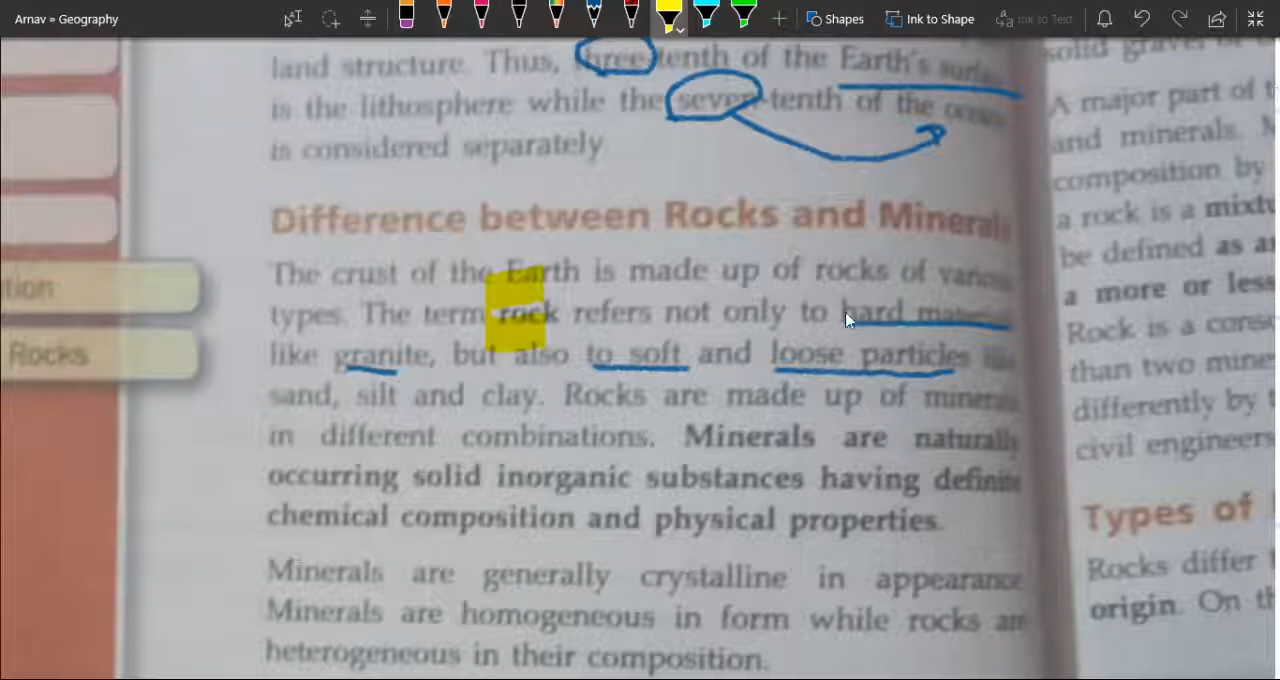 Arnav » Geography
Shapes
Ink to Shape
Ink to Text
land structure. Thus, three-tenth of the Earth's
is the lithosphere while the seven-tenth of the
is considered separately
Difference between Rocks and Minerals
The crust of the Earth is made up of rocks of
types. The term rock refers not only to hard
like granite, but also to soft and loose particles
sand, silt and clay. Rocks are made up of
in different combinations. Minerals are naturally
occurring solid inorganic substances having definite
chemical composition and physical properties.
Minerals are generally crystalline in appearance
Minerals are homogeneous in form while rocks
heterogeneous in their composition.
Rocks
A major part of
and minerals.
composition by
a rock is a
be defined as
a more or less
Rock is a
than two
differently by
civil
Types of
Rocks differ
origin. On